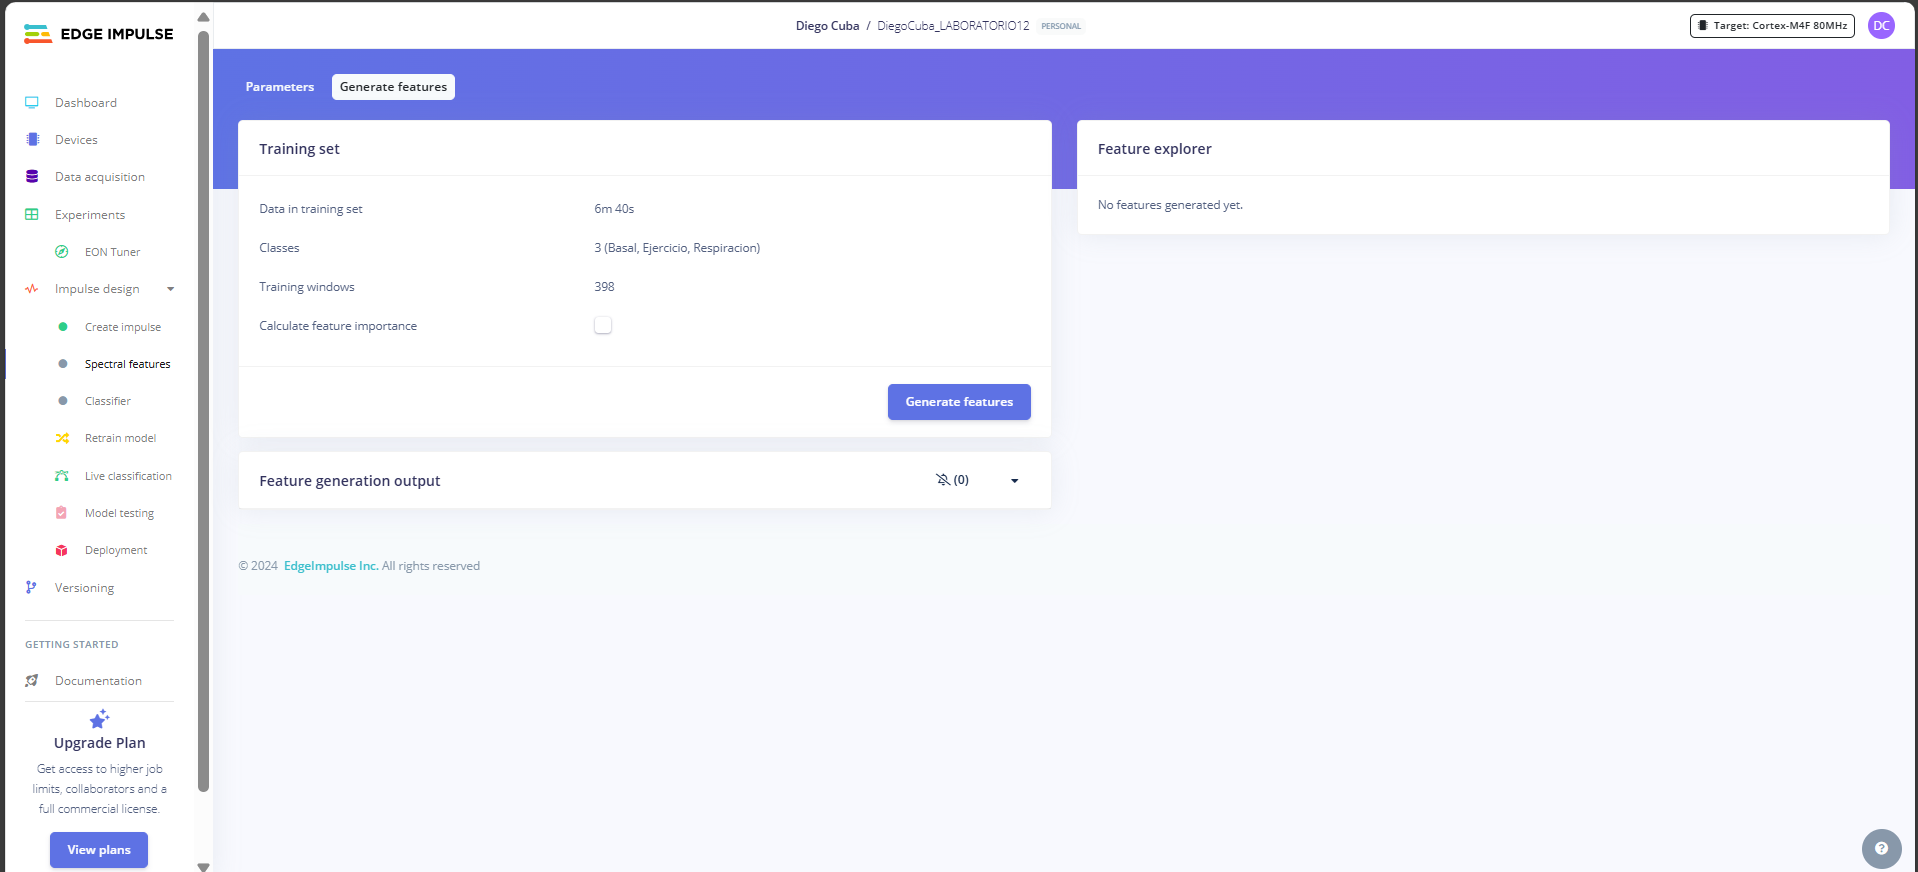 EDGE IMPULSE
Diego Cuba / DiegoCuba_LABORATORIO12 PERSONAL
Target: Cortex-M4F 80MHz
DC
Dashboard
Devices
Data acquisition
Experiments
EON Tuner
Impulse design
Create impulse
Spectral features
Classifier
Retrain model
Live classification
Model testing
Deployment
Versioning
GETTING STARTED
Documentation
Upgrade Plan
Get access to higher job
limits, collaborators and a
full commercial license.
View plans
Parameters
Generate features
Training set
Data in training set 6m 40s
Classes 3 (Basal, Ejercicio, Respiracion)
Training windows 398
Calculate feature importance
Generate features
Feature generation output (0)
Feature explorer
No features generated yet.
© 2024 EdgeImpulse Inc. All rights reserved
?